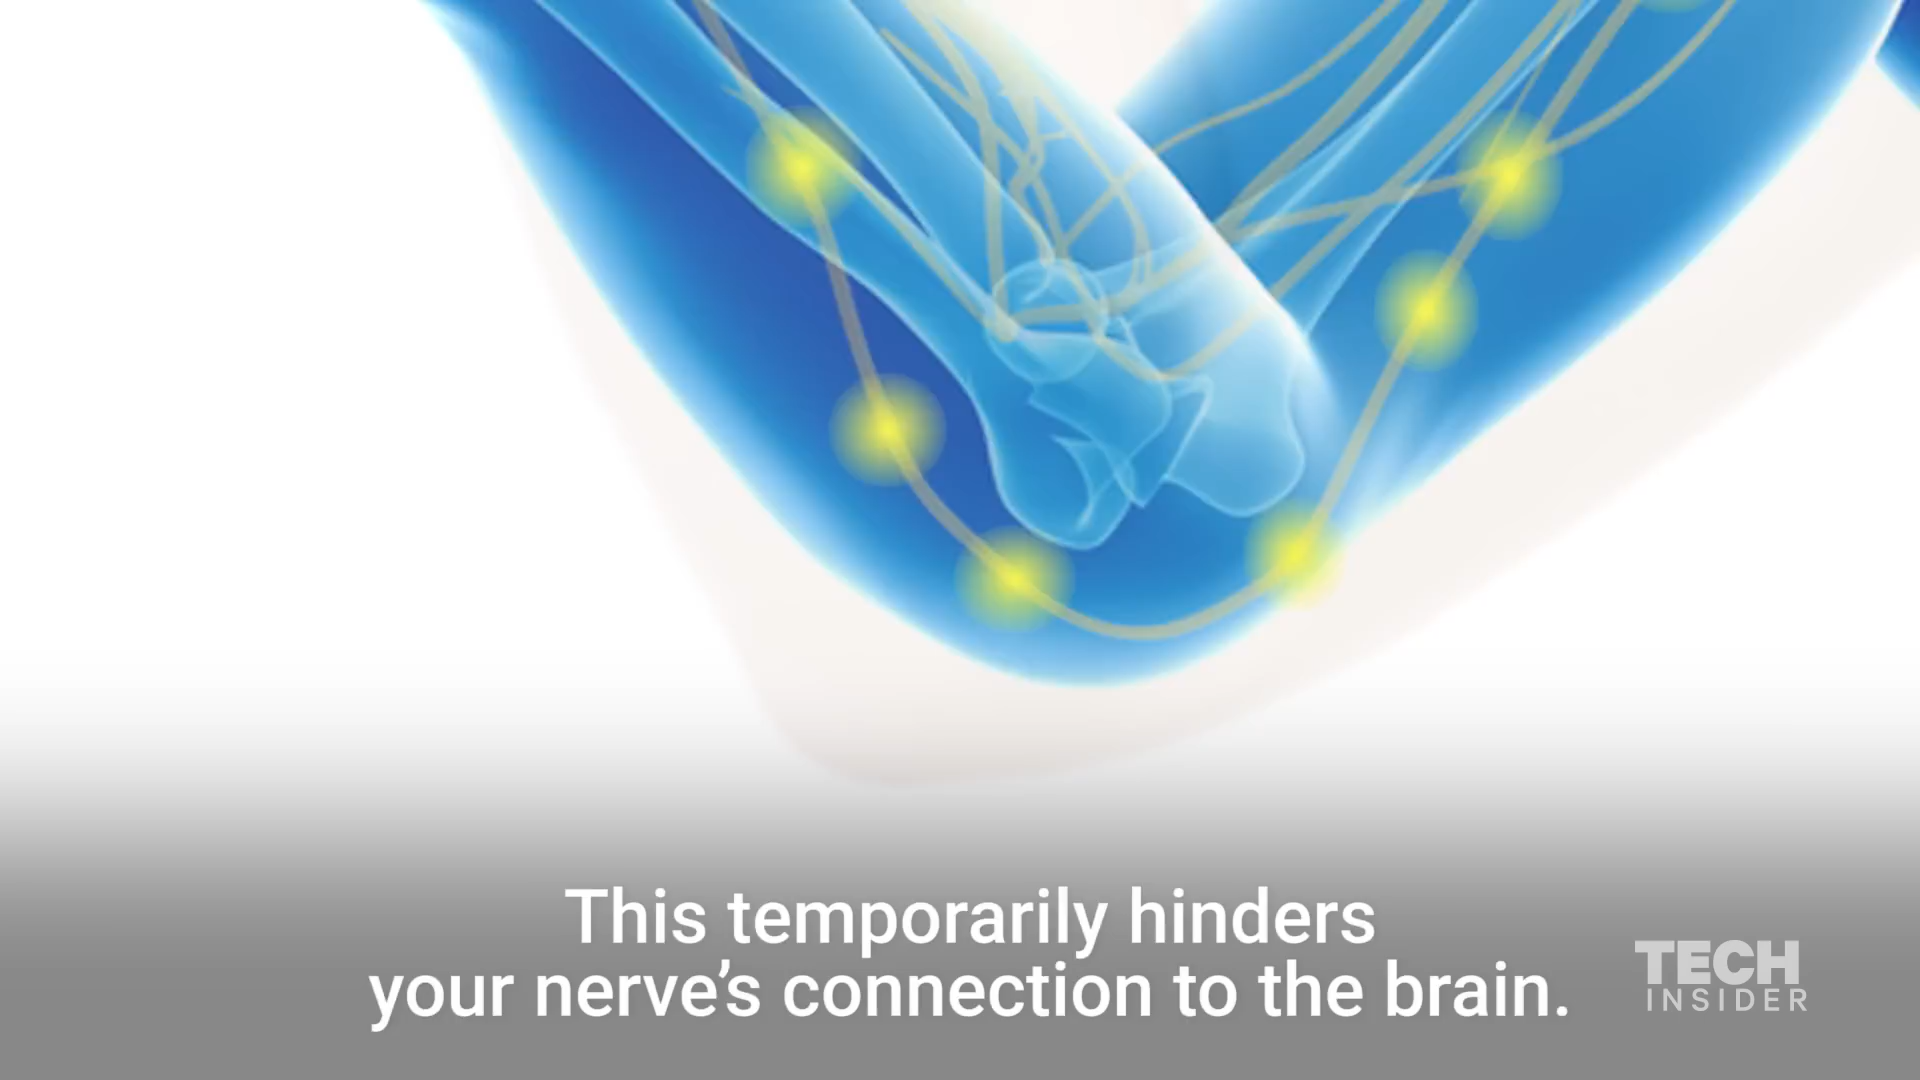 This temporarily hinders
your nerve’s connection to the brain.
TECH
INSIDER